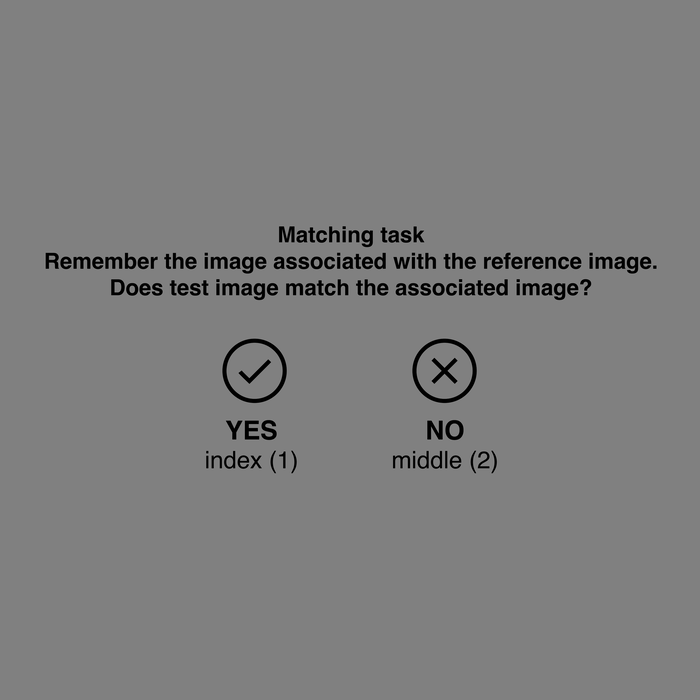 Matching task
Remember the image associated with the reference image.
Does test image match the associated image?
YES NO
index (1) middle (2)